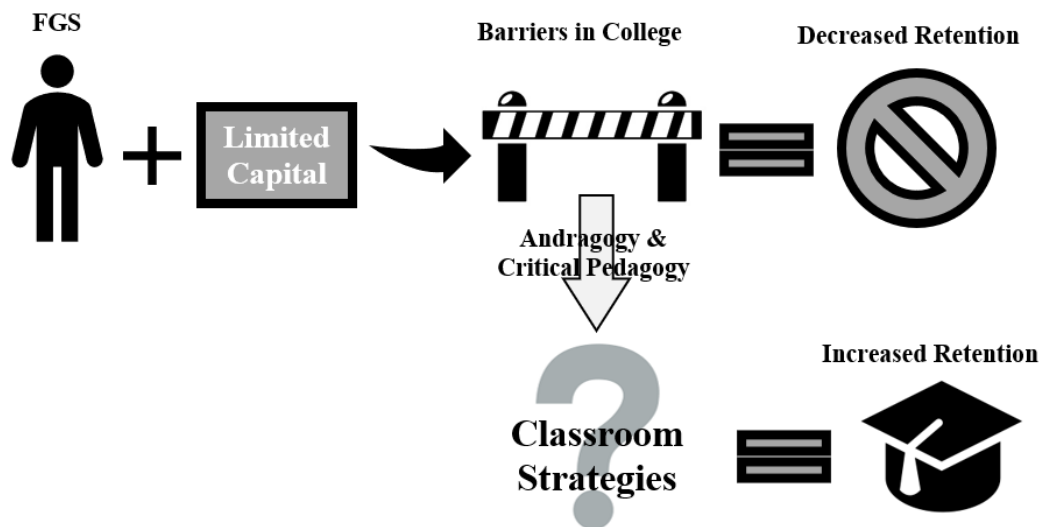 FGS
Barriers in College
Decreased Retention
Limited
Capital
Andragogy &
Critical Pedagogy
Increased Retention
Classroom
Strategies